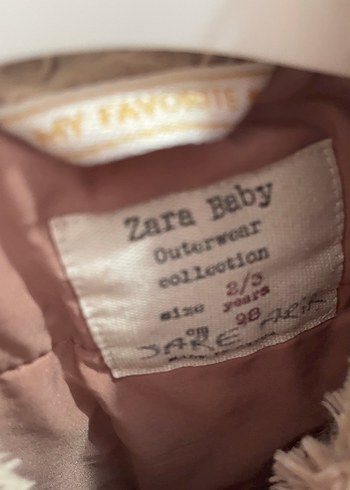 MY FAVORITE
Zara Baby
Outerwear
collection
size 2/3
years
cm 98